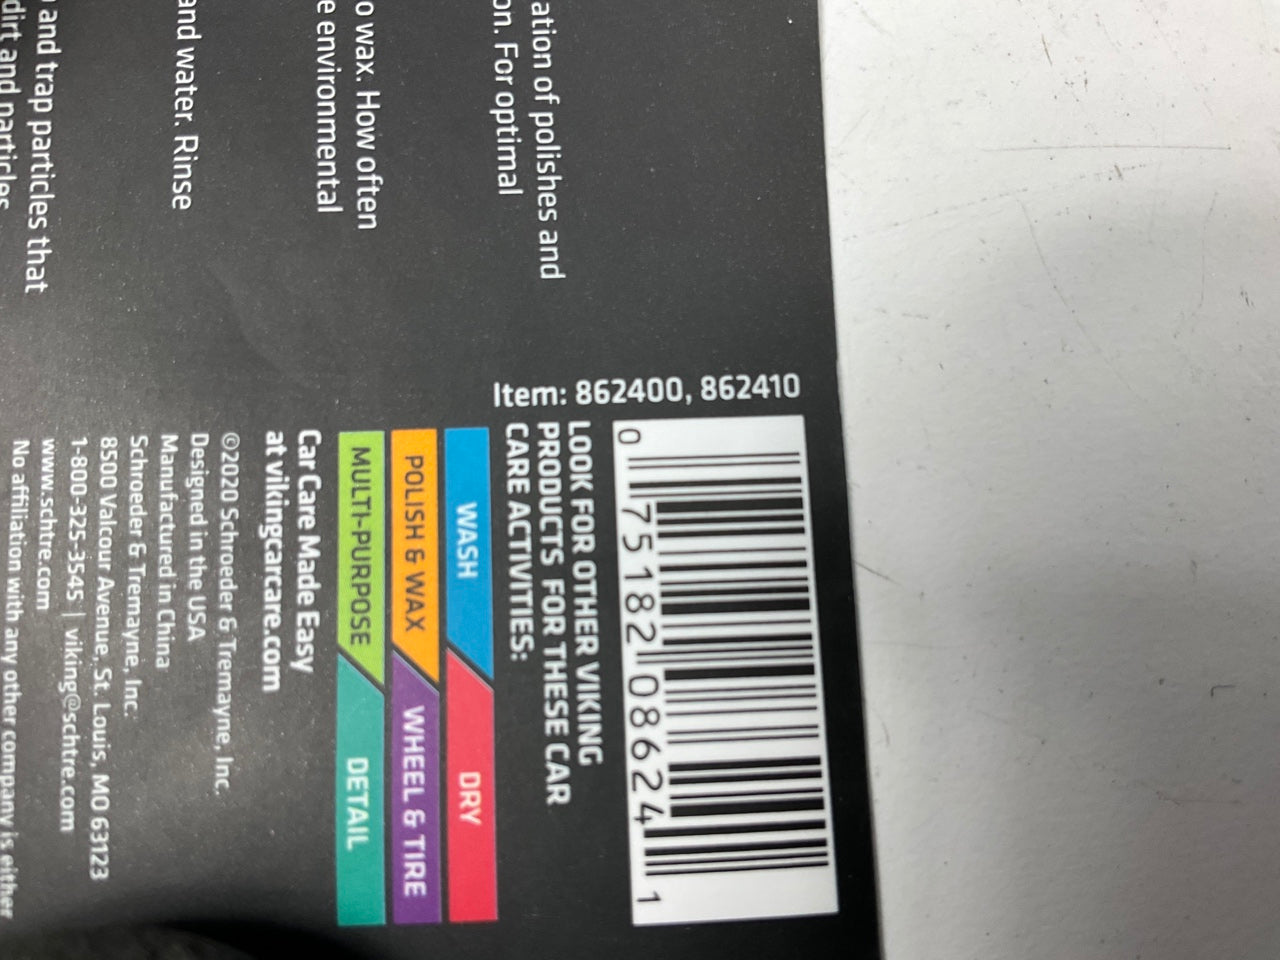 ation of polishes and
on. For optimal
o wax. How often
e environmental
and water. Rinse
and trap particles that
dirt and particles
Item: 862400, 862410
0 75182 08624 1
LOOK FOR OTHER VIKING
PRODUCTS FOR THESE CAR
CARE ACTIVITIES:
WASH DRY
POLISH & WAX WHEEL & TIRE
MULTI-PURPOSE DETAIL
Car Care Made Easy
at vikingcarcare.com
©2020 Schroeder & Tremayne, Inc.
Designed in the USA
Manufactured in China
Schroeder & Tremayne, Inc.
8500 Valcour Avenue, St. Louis, MO 63123
1-800-325-3545 | viking@schtre.com
www.schtre.com
No affiliation with any other company is either